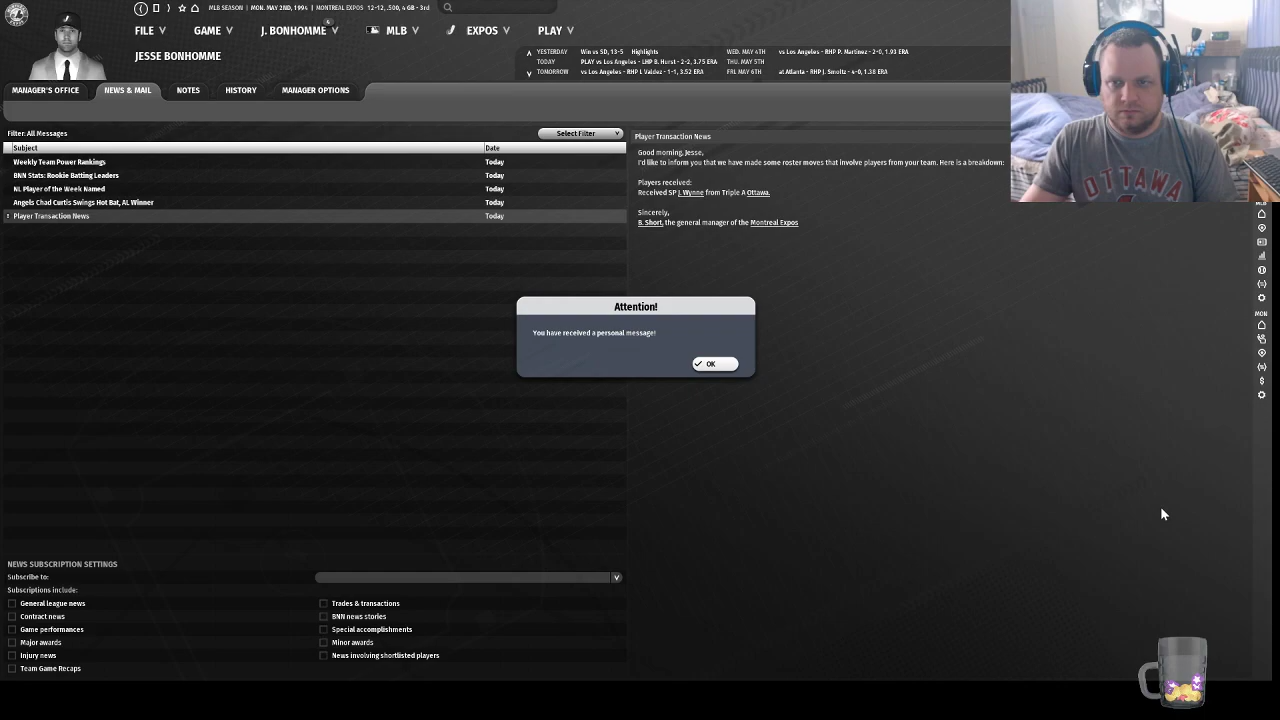 MLB SEASON | MON. MAY 2ND, 1994 | MONTREAL EXPOS 12-12, .500, 4 GB - 3rd
FILE GAME J. BONHOMME MLB EXPOS PLAY
JESSE BONHOMME
YESTERDAY Win vs SD, 13-5 Highlights WED. MAY 4TH vs Los Angeles - RHP P. Martinez - 2-0, 1.93 ERA
TODAY PLAY vs Los Angeles - LHP B. Hurst - 2-2, 3.75 ERA THU. MAY 5TH
TOMORROW vs Los Angeles - RHP I. Valdez - 1-1, 3.52 ERA FRI. MAY 6TH at Atlanta - RHP J. Smoltz - 4-0, 1.38 ERA
MANAGER'S OFFICE NEWS & MAIL NOTES HISTORY MANAGER OPTIONS
Filter: All Messages Select Filter
Subject Date
Weekly Team Power Rankings Today
BNN Stats: Rookie Batting Leaders Today
NL Player of the Week Named Today
Angels Chad Curtis Swings Hot Bat, AL Winner Today
! Player Transaction News Today
Player Transaction News
Good morning, Jesse,
I'd like to inform you that we have made some roster moves that involve players from your team. Here is a breakdown:
Players received:
Received SP J. Wynne from Triple A Ottawa.
Sincerely,
B. Short, the general manager of the Montreal Expos
OTTAWA
MLB
MON
Attention!
You have received a personal message!
OK
NEWS SUBSCRIPTION SETTINGS
Subscribe to:
Subscriptions include:
General league news Trades & transactions
Contract news BNN news stories
Game performances Special accomplishments
Major awards Minor awards
Injury news News involving shortlisted players
Team Game Recaps